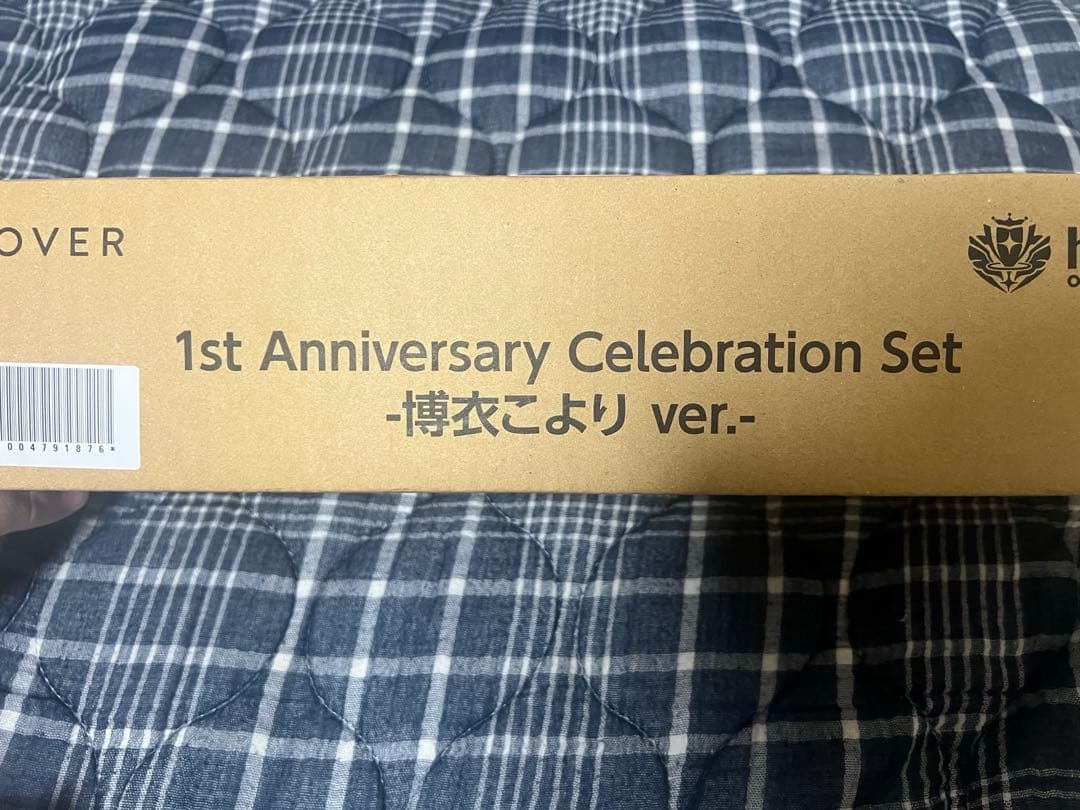 OVER
h
1st Anniversary Celebration Set
-博衣こより ver.-
004791876*